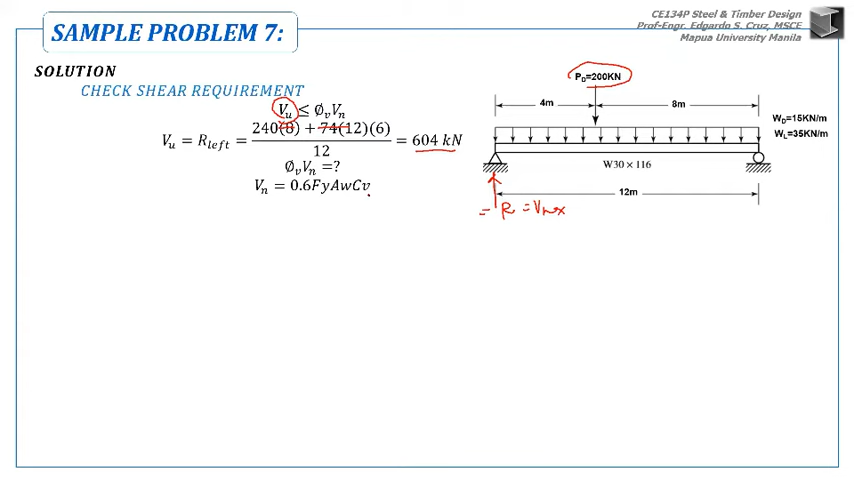 CE134P Steel & Timber Design
Prof-Engr. Edgardo S. Cruz, MSCE
Mapua University Manila
SAMPLE PROBLEM 7:
SOLUTION
CHECK SHEAR REQUIREMENT
Vu ≤ ∅vVn
Vu = Rleft = 240(8) + 74(12)(6) / 12 = 604 kN
∅vVn =?
Vn = 0.6FyAwCv
PD=200KN
4m
8m
WD=15KN/m
WL=35KN/m
W30 × 116
12m
= R = Vmax